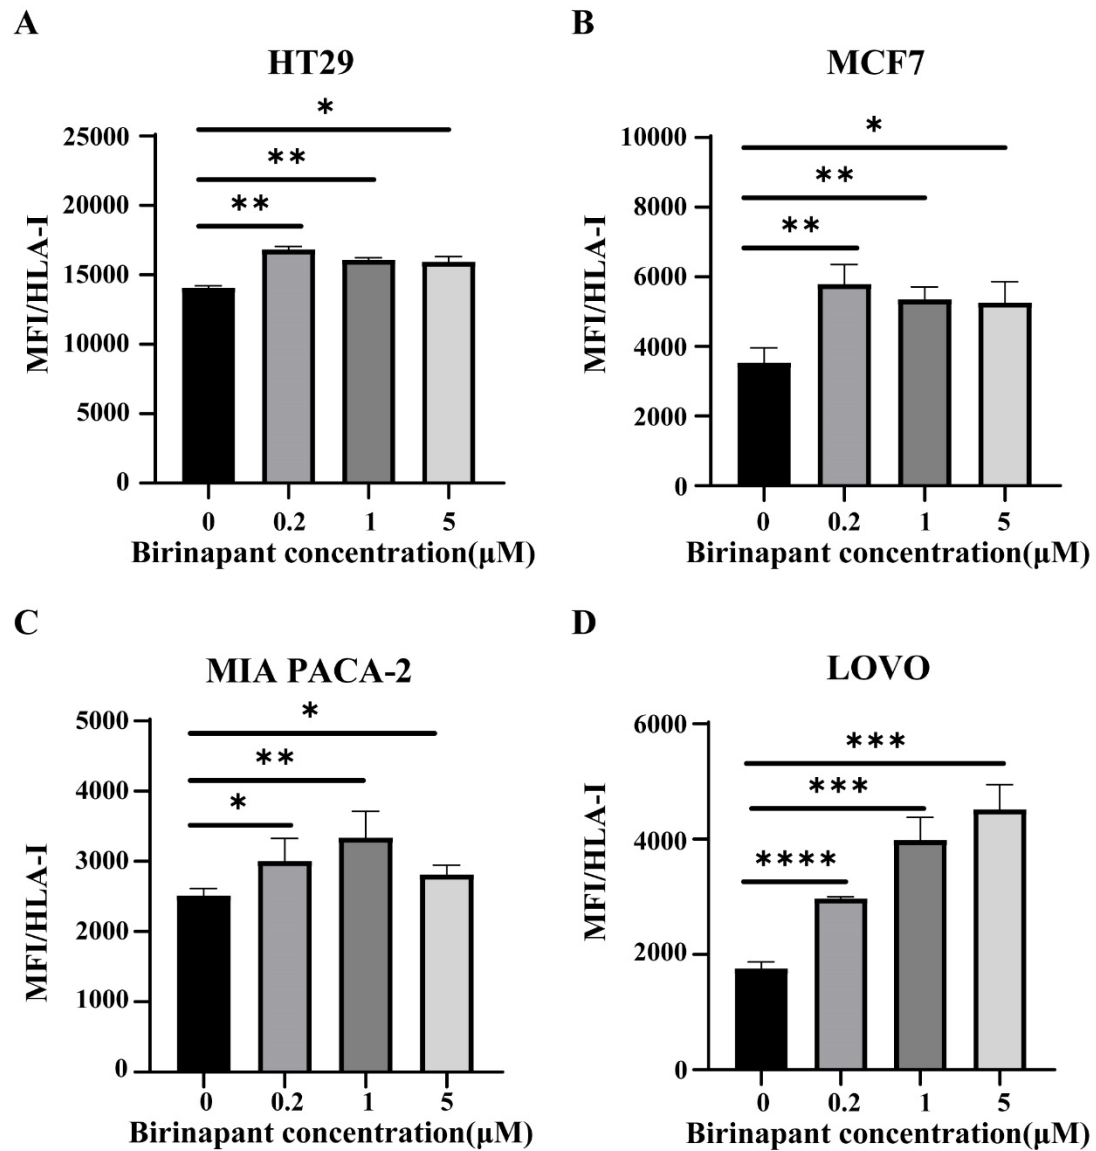 A
HT29
MFI/HLA-I
25000
20000
15000
10000
5000
0
*
**
**
0 0.2 1 5
Birinapant concentration(μM)
B
MCF7
MFI/HLA-I
10000
8000
6000
4000
2000
0
*
**
**
0 0.2 1 5
Birinapant concentration(μM)
C
MIA PACA-2
MFI/HLA-I
5000
4000
3000
2000
1000
0
*
**
*
0 0.2 1 5
Birinapant concentration(μM)
D
LOVO
MFI/HLA-I
6000
4000
2000
0
***
***
****
0 0.2 1 5
Birinapant concentration(μM)